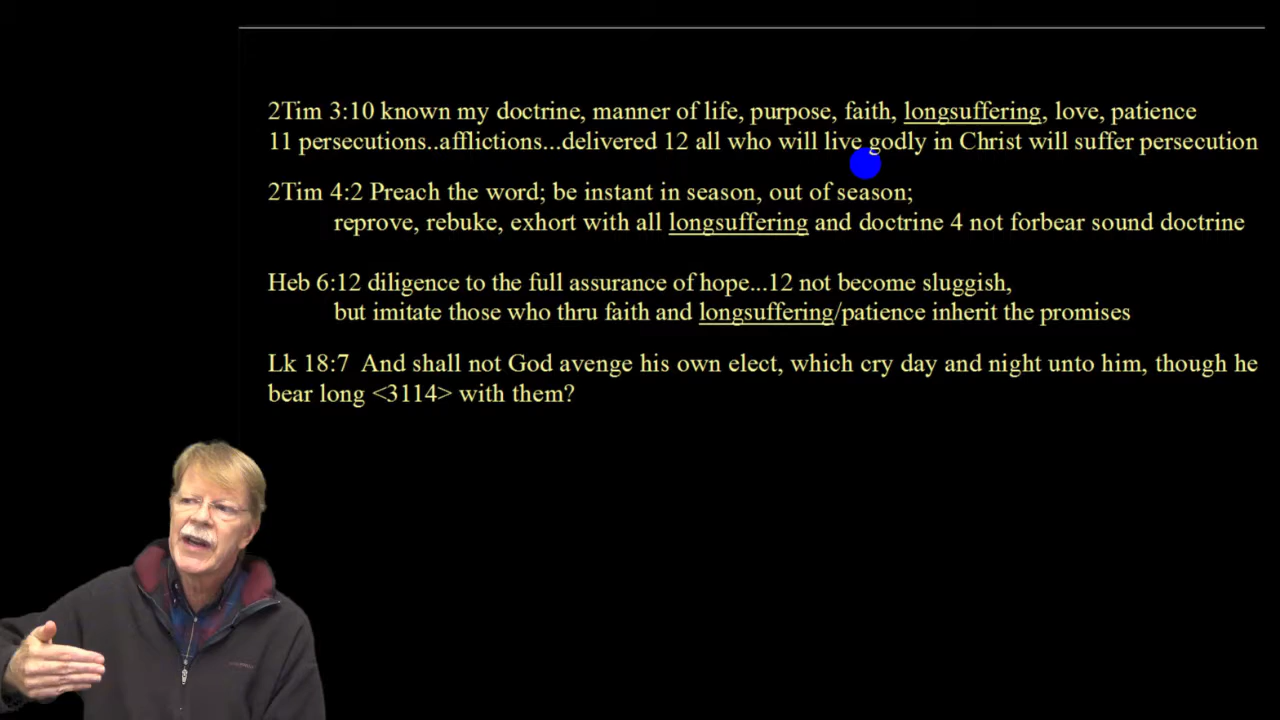 2Tim 3:10 known my doctrine, manner of life, purpose, faith, longsuffering, love, patience
11 persecutions..afflictions...delivered 12 all who will live godly in Christ will suffer persecution
2Tim 4:2 Preach the word; be instant in season, out of season;
reprove, rebuke, exhort with all longsuffering and doctrine 4 not forbear sound doctrine
Heb 6:12 diligence to the full assurance of hope...12 not become sluggish,
but imitate those who thru faith and longsuffering/patience inherit the promises
Lk 18:7 And shall not God avenge his own elect, which cry day and night unto him, though he
bear long <3114> with them?